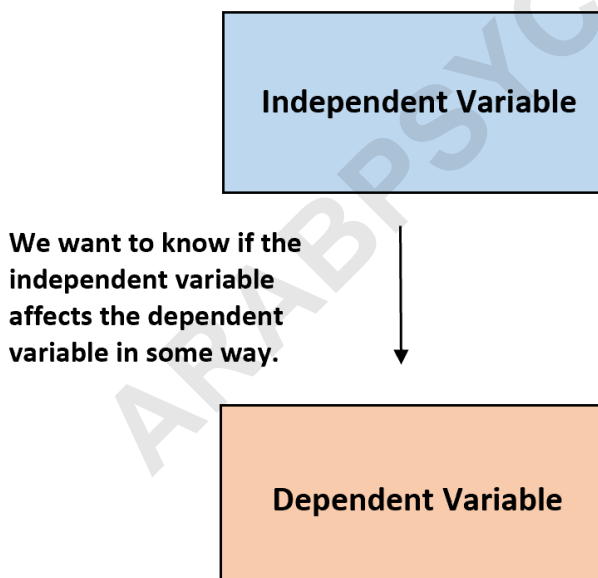 Independent Variable
We want to know if the
independent variable
affects the dependent
variable in some way.
Dependent Variable
ARABPSYC